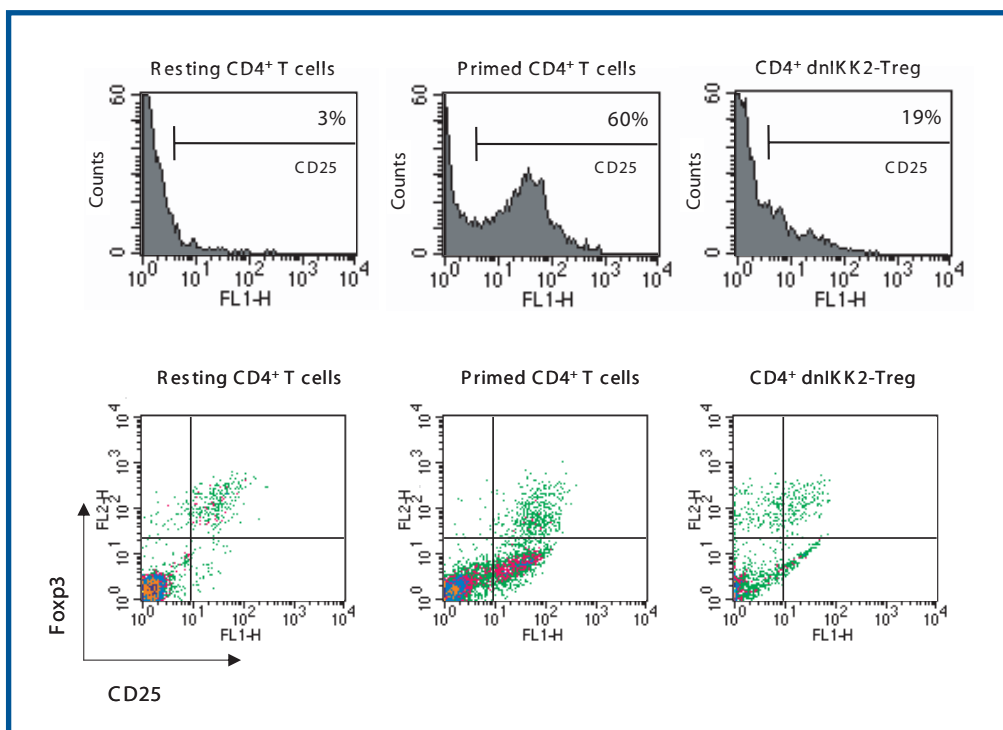 Resting CD4⁺ T cells
60
3%
CD25
Counts
0
10⁰ 10¹ 10² 10³ 10⁴
FL1-H
Primed CD4⁺ T cells
60
60%
CD25
Counts
0
10⁰ 10¹ 10² 10³ 10⁴
FL1-H
CD4⁺ dnIKK2-Treg
60
19%
CD25
Counts
0
10⁰ 10¹ 10² 10³ 10⁴
FL1-H
Resting CD4⁺ T cells
10⁴
10³
10²
10¹
10⁰
FL2-H
10⁰ 10¹ 10² 10³ 10⁴
FL1-H
Primed CD4⁺ T cells
10⁴
10³
10²
10¹
10⁰
FL2-H
10⁰ 10¹ 10² 10³ 10⁴
FL1-H
CD4⁺ dnIKK2-Treg
10⁴
10³
10²
10¹
10⁰
FL2-H
10⁰ 10¹ 10² 10³ 10⁴
FL1-H
Foxp3
CD25